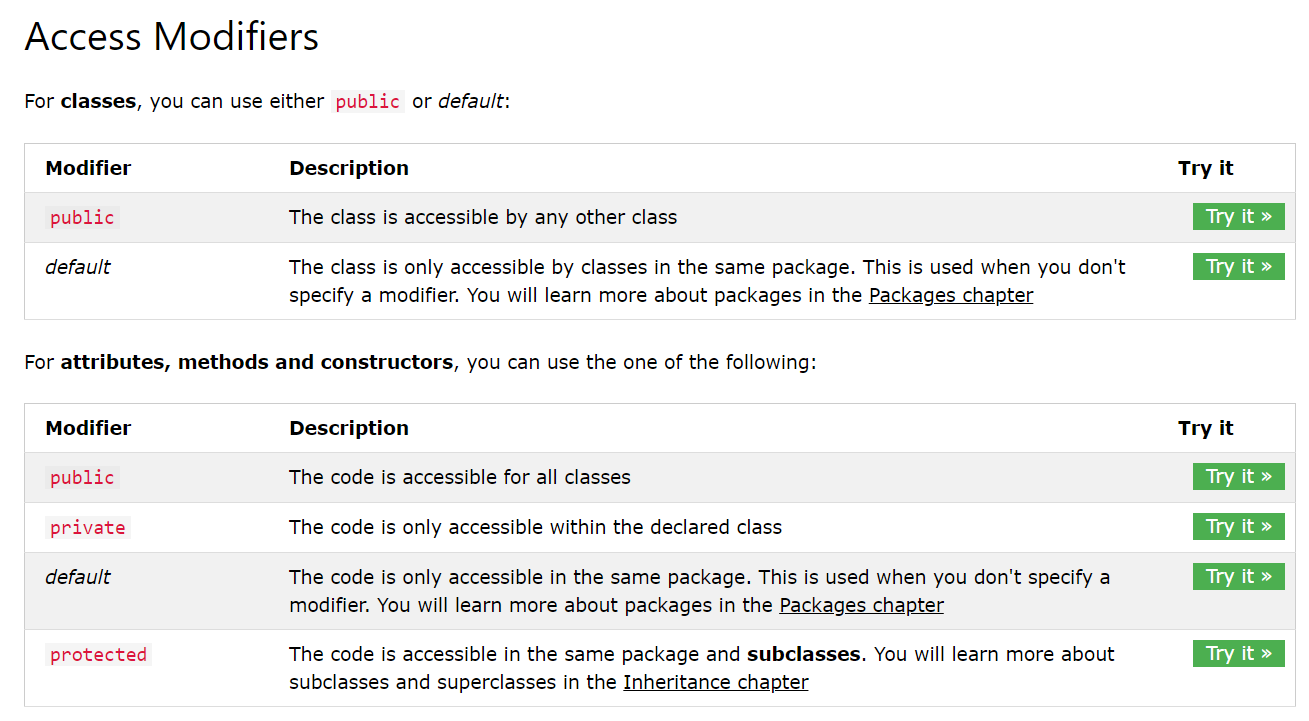 Access Modifiers
For classes, you can use either public or default:
Modifier Description Try it
public The class is accessible by any other class Try it »
default The class is only accessible by classes in the same package. This is used when you don't Try it »
specify a modifier. You will learn more about packages in the Packages chapter
For attributes, methods and constructors, you can use the one of the following:
Modifier Description Try it
public The code is accessible for all classes Try it »
private The code is only accessible within the declared class Try it »
default The code is only accessible in the same package. This is used when you don't specify a Try it »
modifier. You will learn more about packages in the Packages chapter
protected The code is accessible in the same package and subclasses. You will learn more about Try it »
subclasses and superclasses in the Inheritance chapter